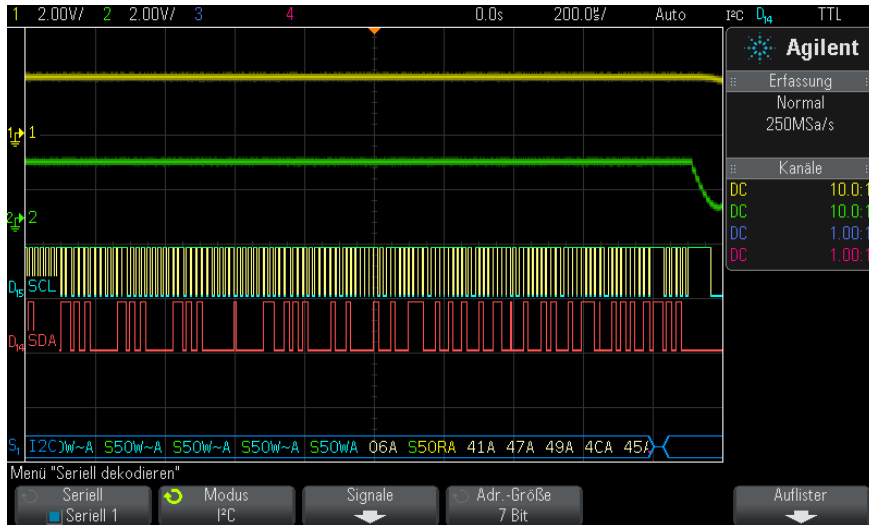 1 2.00V/ 2 2.00V/ 3 4 0.0s 200.0µ/ Auto I²C D14 TTL
Agilent
Erfassung
Normal
250MSa/s
Kanäle
DC 10.0:1
DC 10.0:1
DC 1.00:1
DC 1.00:1
1 1
2 2
D15 SCL
D14 SDA
S1 I2C )W~A S50W~A S50W~A S50W~A S50WA 06A S50RA 41A 47A 49A 4CA 45A
Menü "Seriell dekodieren"
Seriell Modus Signale Adr.-Größe Auflister
Seriell 1 I²C 7 Bit